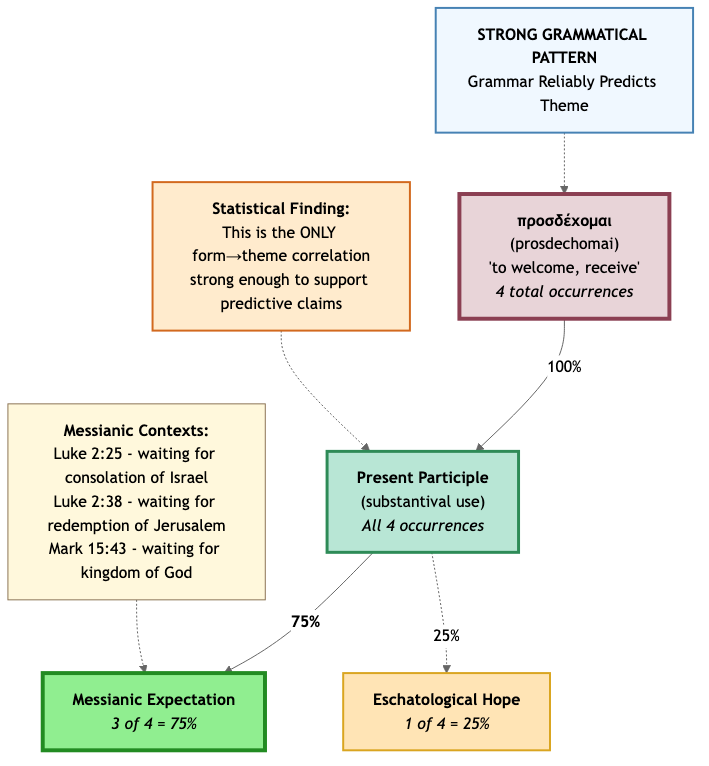 STRONG GRAMMATICAL
PATTERN
Grammar Reliably Predicts
Theme
Statistical Finding:
This is the ONLY
form→theme correlation
strong enough to support
predictive claims
προσδέχομαι
(prosdechomai)
'to welcome, receive'
4 total occurrences
100%
Messianic Contexts:
Luke 2:25 - waiting for
consolation of Israel
Luke 2:38 - waiting for
redemption of Jerusalem
Mark 15:43 - waiting for
kingdom of God
Present Participle
(substantival use)
All 4 occurrences
75%
25%
Messianic Expectation
3 of 4 = 75%
Eschatological Hope
1 of 4 = 25%